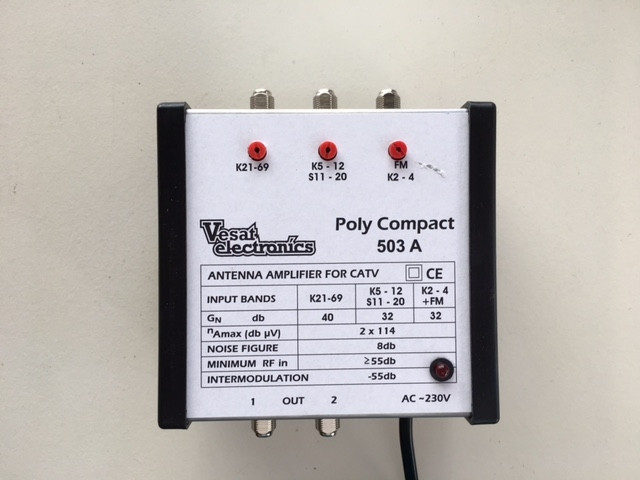 K21-69
K5 - 12
S11 - 20
FM
K2 - 4
Vesat
electronics
Poly Compact
503 A
ANTENNA AMPLIFIER FOR CATV CE
INPUT BANDS K21-69 K5 - 12 S11 - 20 K2 - 4 +FM
GN db 40 32 32
nAmax (db µV) 2 x 114
NOISE FIGURE 8db
MINIMUM RF in ≥55db
INTERMODULATION -55db
1 OUT 2 AC ~230V